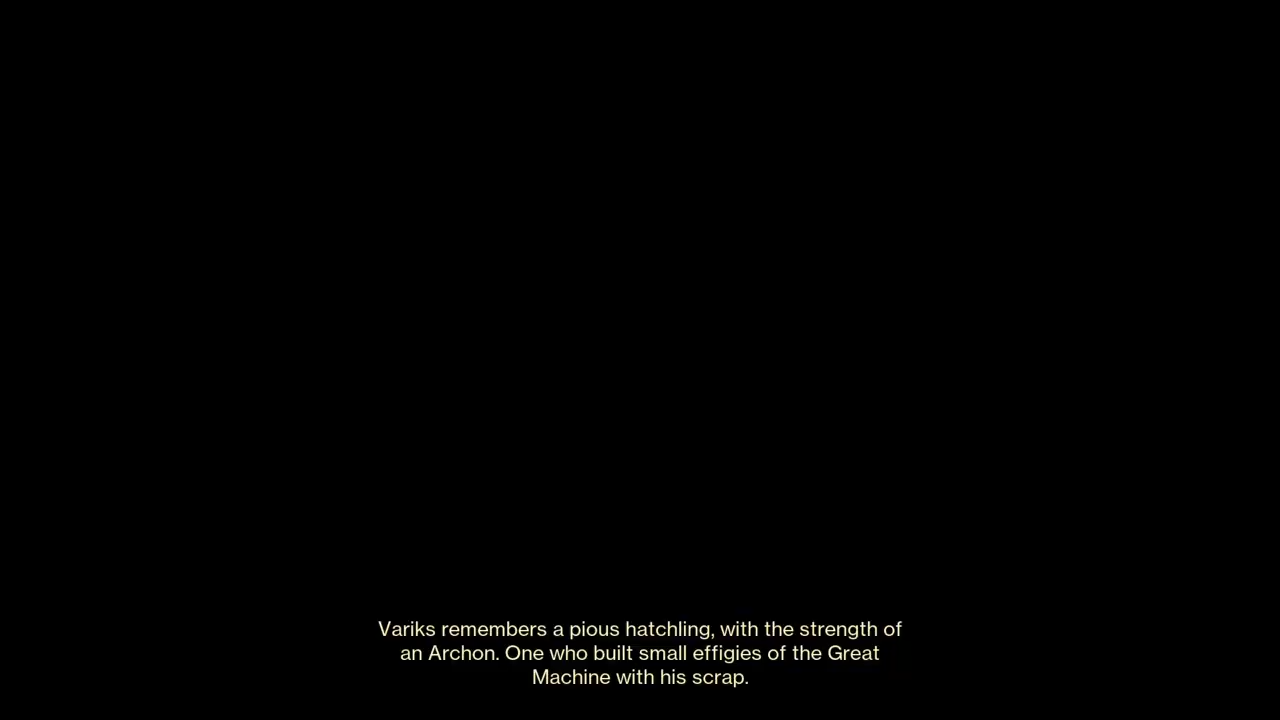 Variks remembers a pious hatchling, with the strength of
an Archon. One who built small effigies of the Great
Machine with his scrap.